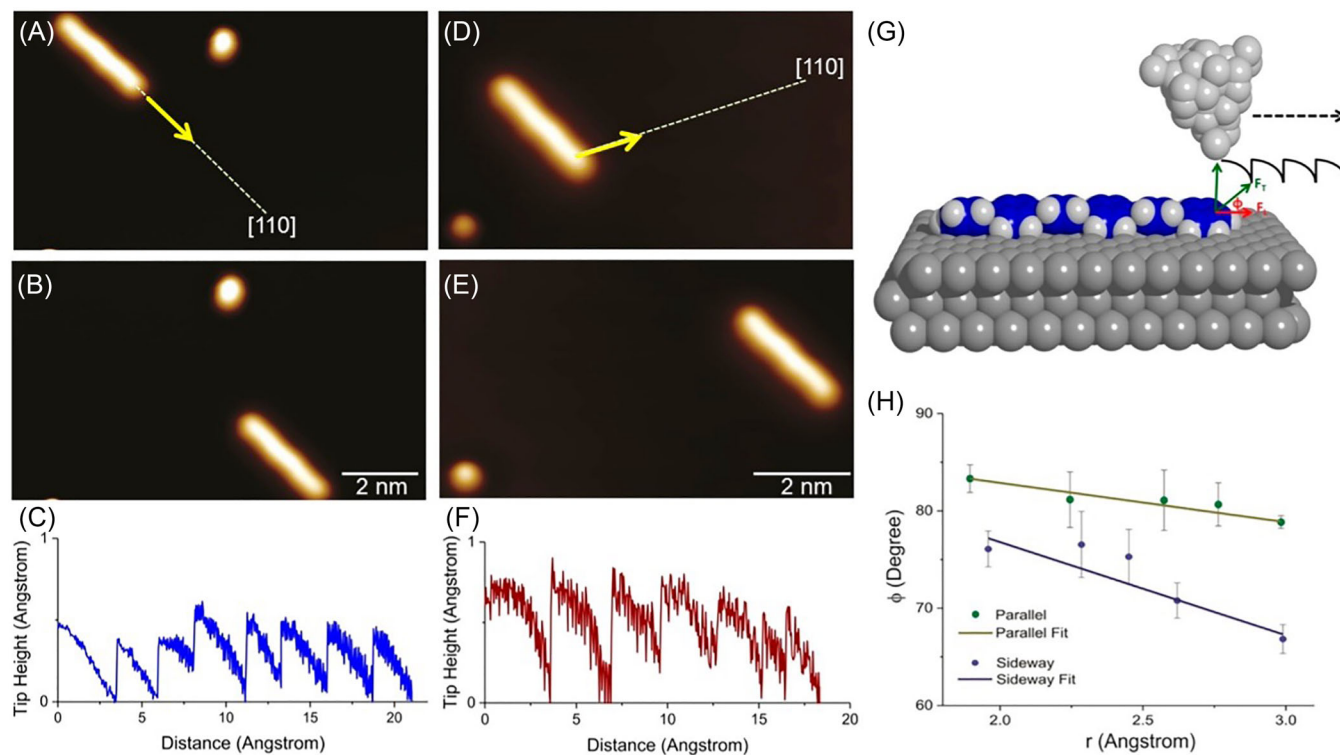 (A)
[110]
(B)
2 nm
(C)
Tip Height (Angstrom)
1
0
0 5 10 15 20
Distance (Angstrom)
(D)
[110]
(E)
2 nm
(F)
Tip Height (Angstrom)
1
0
0 5 10 15 20
Distance (Angstrom)
(G)
F_T
ϕ F_L
(H)
ϕ (Degree)
90
80
70
60
Parallel
Parallel Fit
Sideway
Sideway Fit
2.0 2.5 3.0
r (Angstrom)